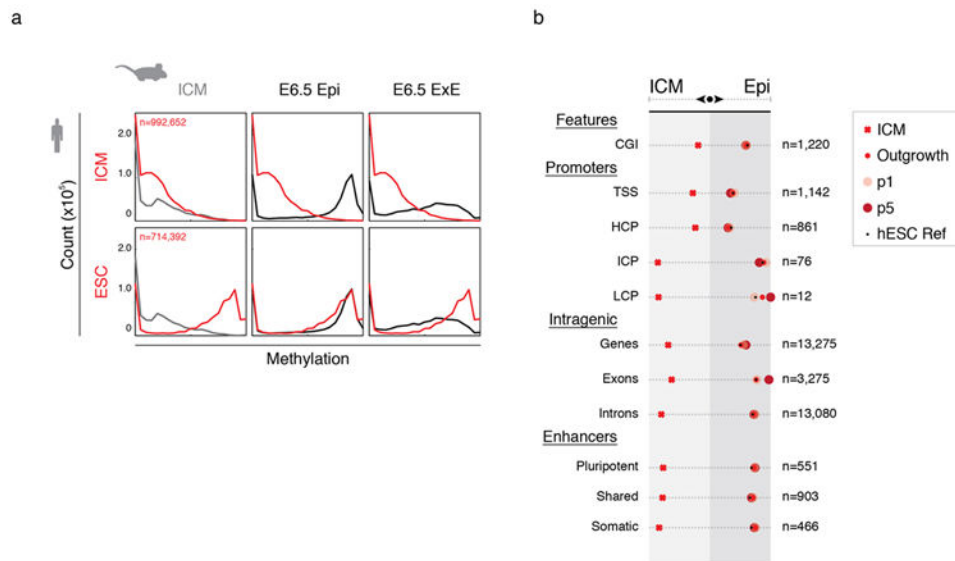 a
ICM
E6.5 Epi
E6.5 ExE
Count (x10⁵)
ICM
n=992,652
2.0
1.0
0
ESC
n=714,392
2.0
1.0
0
Methylation
b
ICM
Epi
Features
CGI
n=1,220
Promoters
TSS
n=1,142
HCP
n=861
ICP
n=76
LCP
n=12
Intragenic
Genes
n=13,275
Exons
n=3,275
Introns
n=13,080
Enhancers
Pluripotent
n=551
Shared
n=903
Somatic
n=466
ICM
Outgrowth
p1
p5
hESC Ref